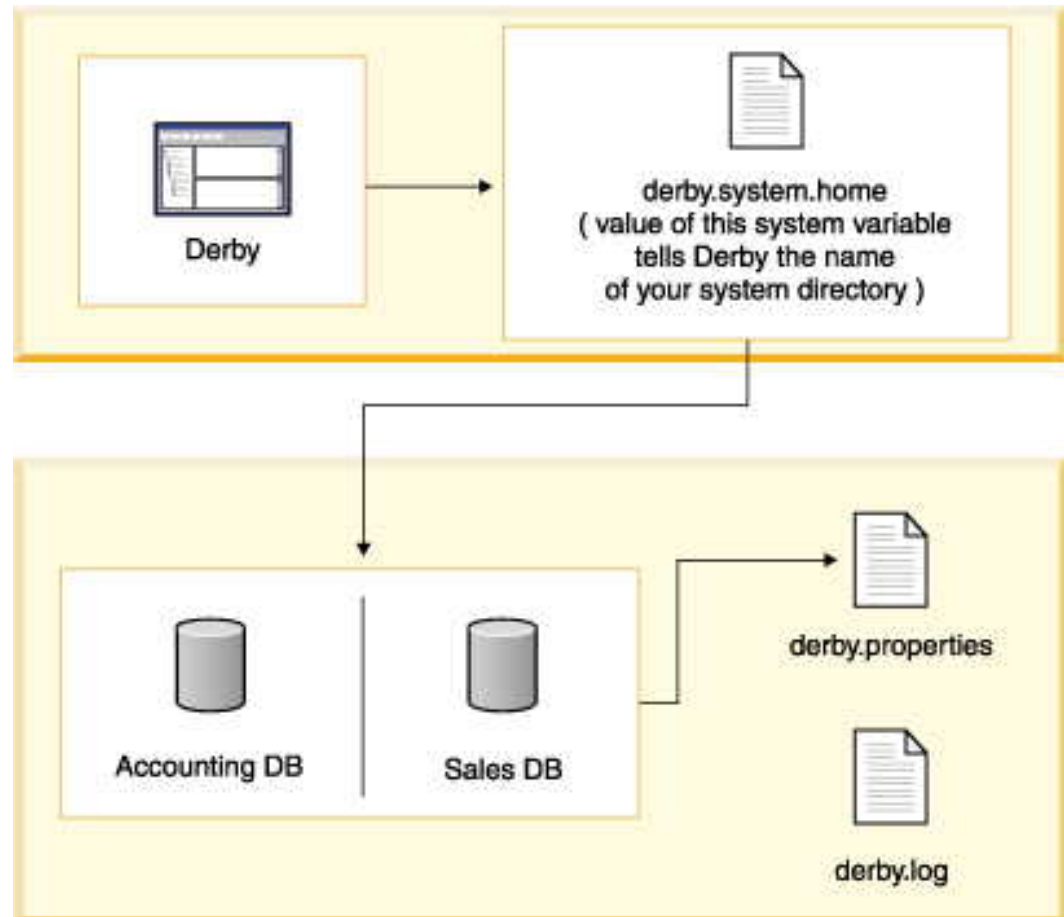 Derby
derby.system.home
( value of this system variable
tells Derby the name
of your system directory )
Accounting DB
Sales DB
derby.properties
derby.log